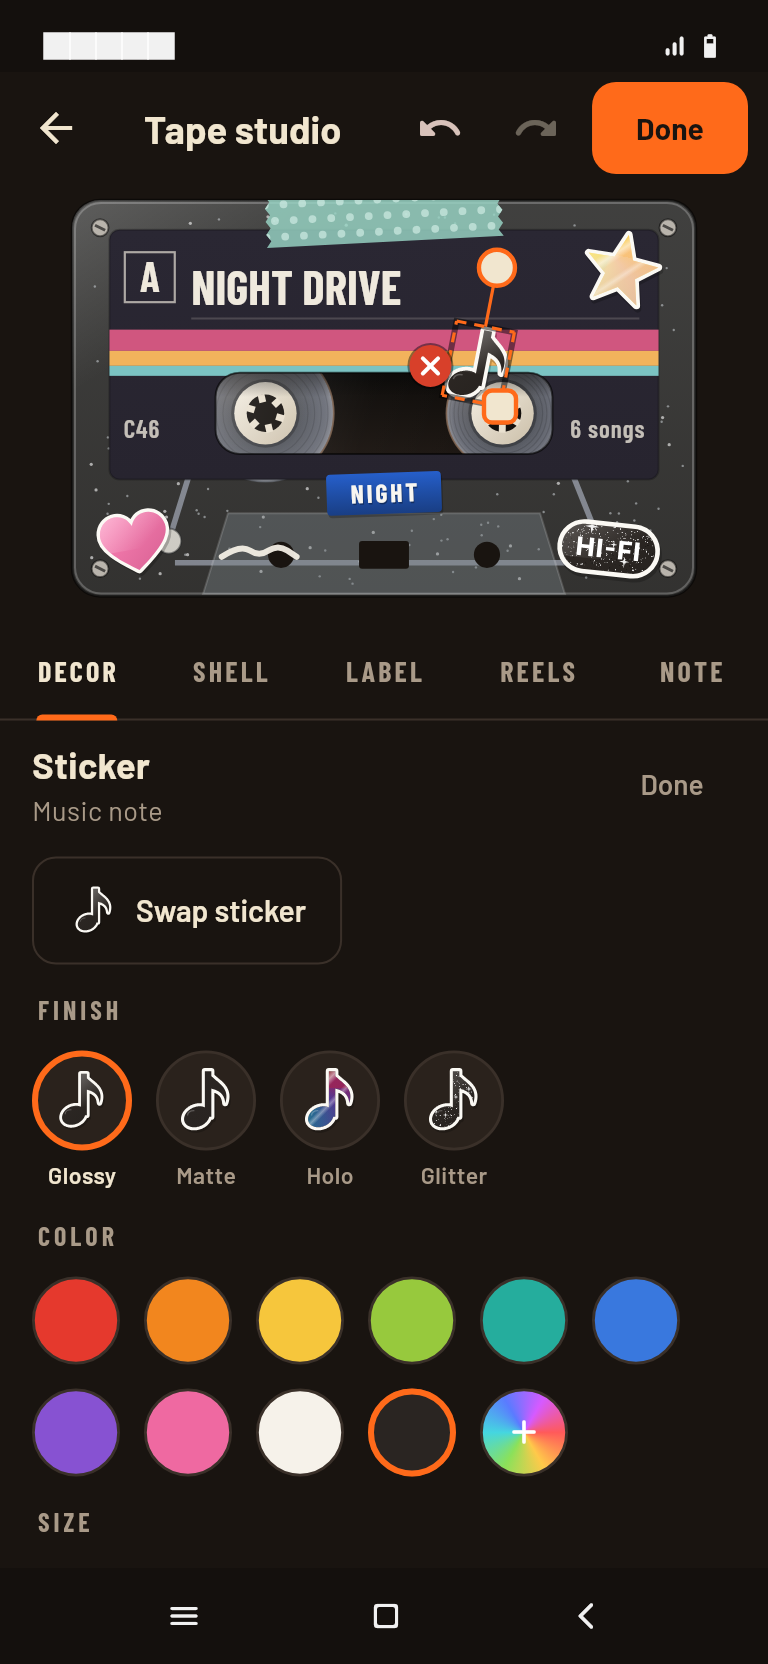 Tape studio
Done
A
NIGHT DRIVE
C46
6 songs
NIGHT
HI-FI
DECOR
SHELL
LABEL
REELS
NOTE
Sticker
Done
Music note
Swap sticker
FINISH
Glossy
Matte
Holo
Glitter
COLOR
SIZE